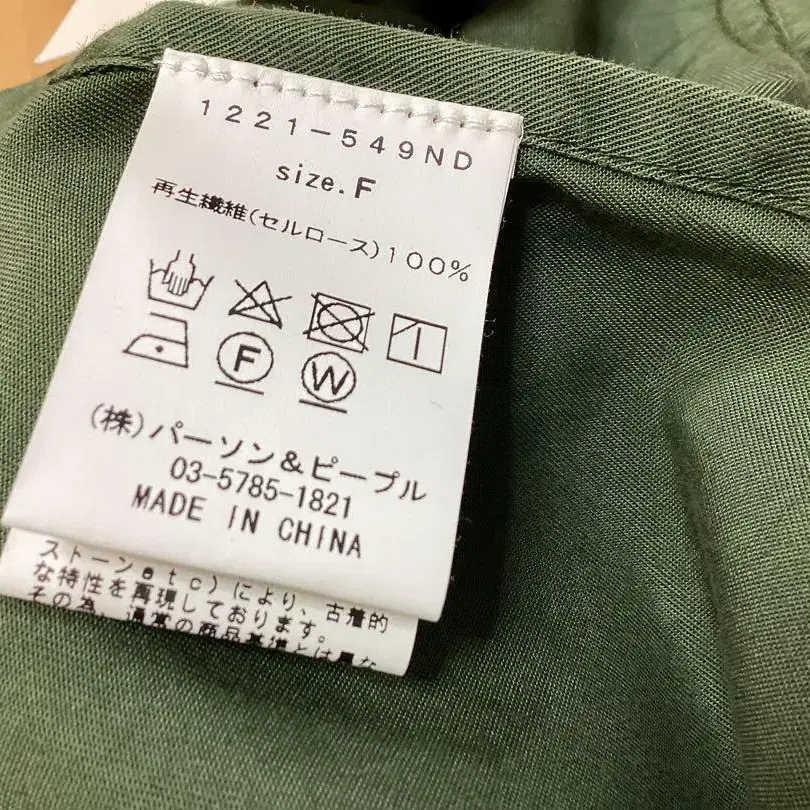 1221-549ND
size.F
再生繊維(セルロース)100%
F W
(株)パーソン&ピープル
03-5785-1821
MADE IN CHINA
ストーンetc)により、古着的
な特性を再現しております。
その為、通常の商品基準とは異な